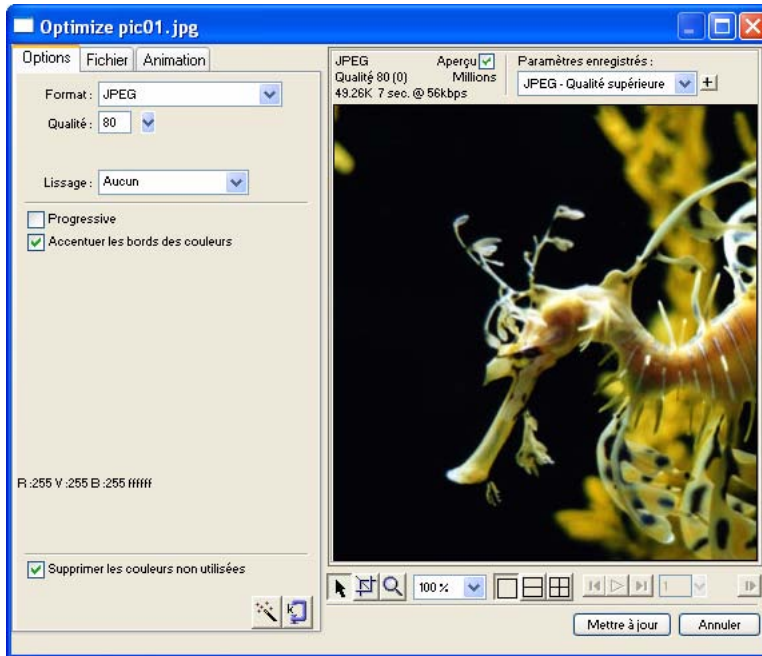 Optimize pic01.jpg
Options Fichier Animation
Format : JPEG
Qualité : 80
Lissage : Aucun
Progressive
Accentuer les bords des couleurs
R :255 V :255 B :255 ffffff
Supprimer les couleurs non utilisées
JPEG Aperçu
Qualité 80 (0) Millions
49.26K 7 sec. @ 56kbps
Paramètres enregistrés :
JPEG - Qualité supérieure
100 %
1
Mettre à jour Annuler